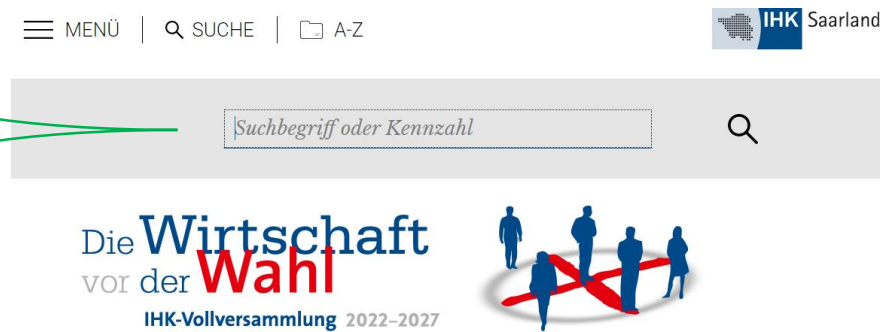 MENÜ SUCHE A-Z
IHK Saarland
Suchbegriff oder Kennzahl
Die Wirtschaft
vor der Wahl
IHK-Vollversammlung 2022–2027